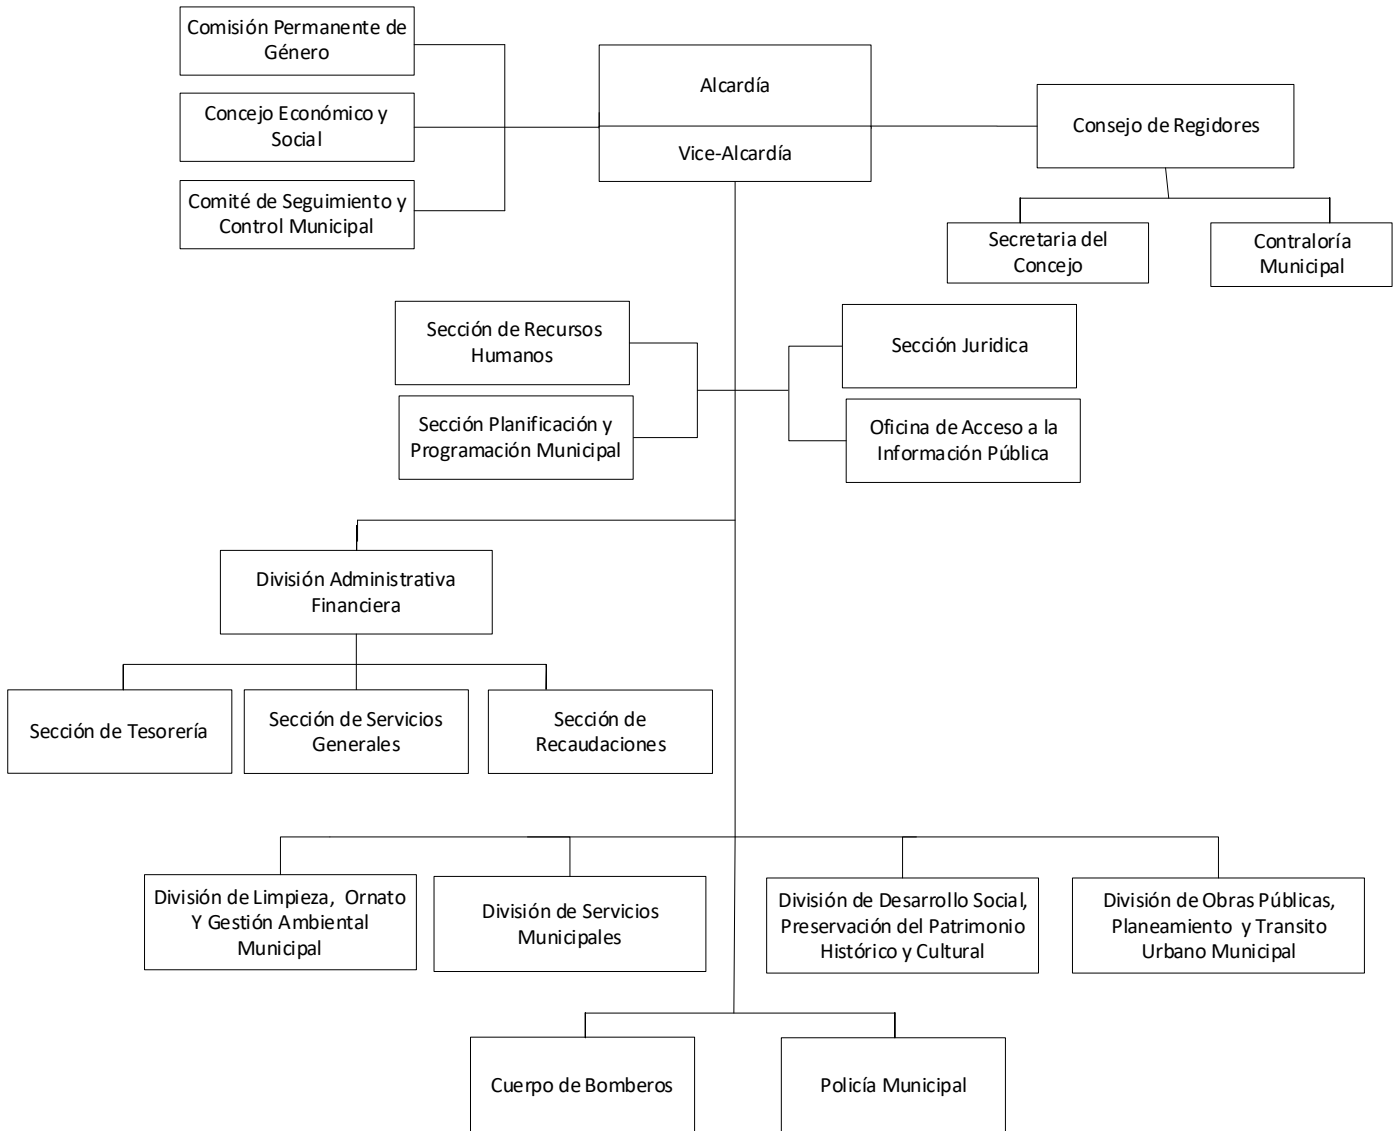 Comisión Permanente de
Género
Alcardía
Concejo Económico y
Social
Consejo de Regidores
Vice-Alcardía
Comité de Seguimiento y
Control Municipal
Secretaria del
Concejo
Contraloría
Municipal
Sección de Recursos
Humanos
Sección Juridica
Sección Planificación y
Programación Municipal
Oficina de Acceso a la
Información Pública
División Administrativa
Financiera
Sección de Tesorería
Sección de Servicios
Generales
Sección de
Recaudaciones
División de Limpieza, Ornato
Y Gestión Ambiental
Municipal
División de Servicios
Municipales
División de Desarrollo Social,
Preservación del Patrimonio
Histórico y Cultural
División de Obras Públicas,
Planeamiento y Transito
Urbano Municipal
Cuerpo de Bomberos
Policía Municipal